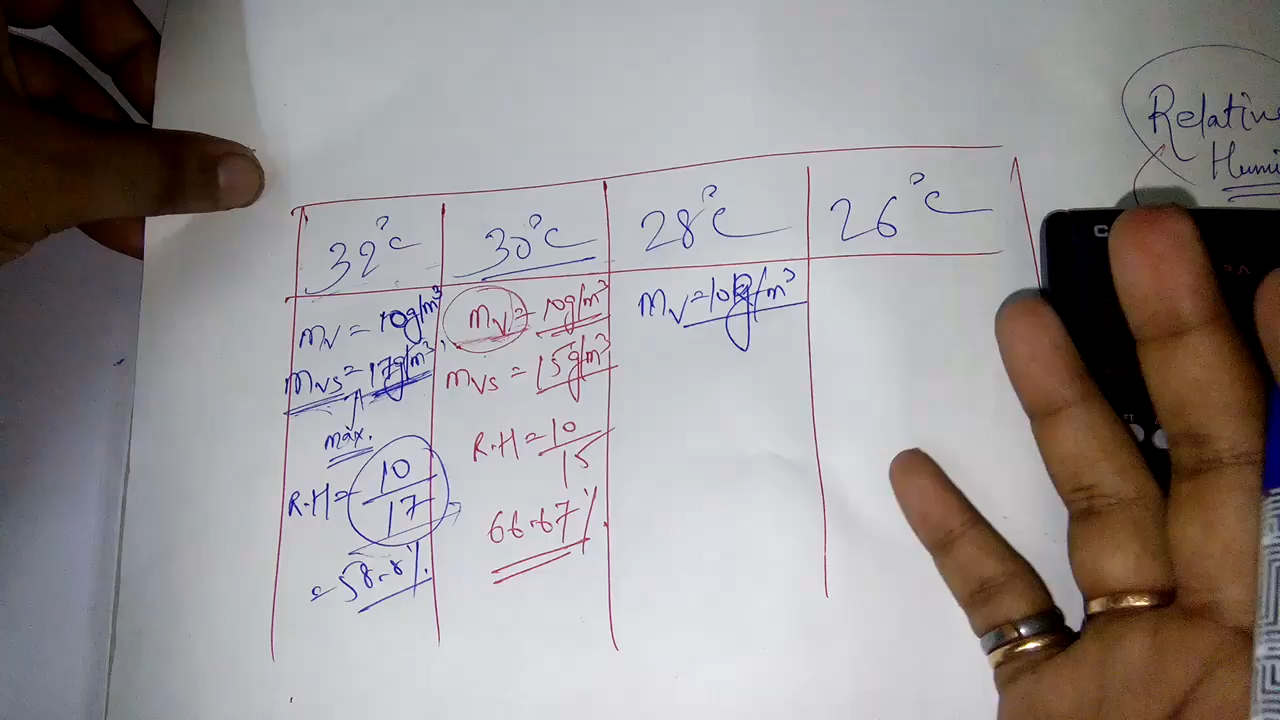 Relative
Humi
32°C
30°C
28°C
26°C
mv = 10g/m³
mvs = 17g/m³
max.
R.H = 10/17
= 58.8%.
mv = 10g/m³
mvs = 15g/m³
R.H = 10/15
66.67%.
mv = 10g/m³